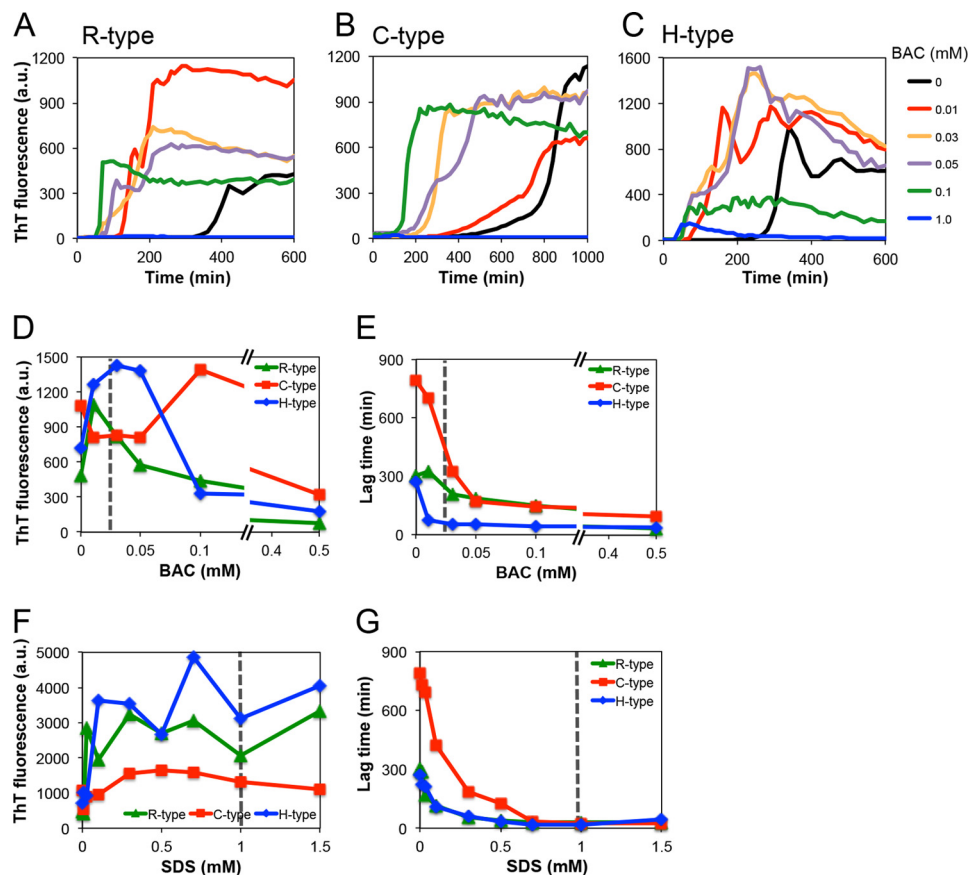 A R-type
B C-type
C H-type
BAC (mM)
0
0.01
0.03
0.05
0.1
1.0
ThT fluorescence (a.u.)
1200
900
600
300
0
0 200 400 600
Time (min)
1200
900
600
300
0
0 200 400 600 800 1000
Time (min)
1600
1200
800
400
0
0 200 400 600
Time (min)
D
ThT fluorescence (a.u.)
1500
1200
900
600
300
0
0 0.05 0.1 0.4 0.5
BAC (mM)
R-type
C-type
H-type
E
Lag time (min)
900
600
300
0
0 0.05 0.1 0.4 0.5
BAC (mM)
R-type
C-type
H-type
F
ThT fluorescence (a.u.)
5000
4000
3000
2000
1000
0
0 0.5 1 1.5
SDS (mM)
R-type C-type H-type
G
Lag time (min)
900
600
300
0
0 0.5 1 1.5
SDS (mM)
R-type
C-type
H-type